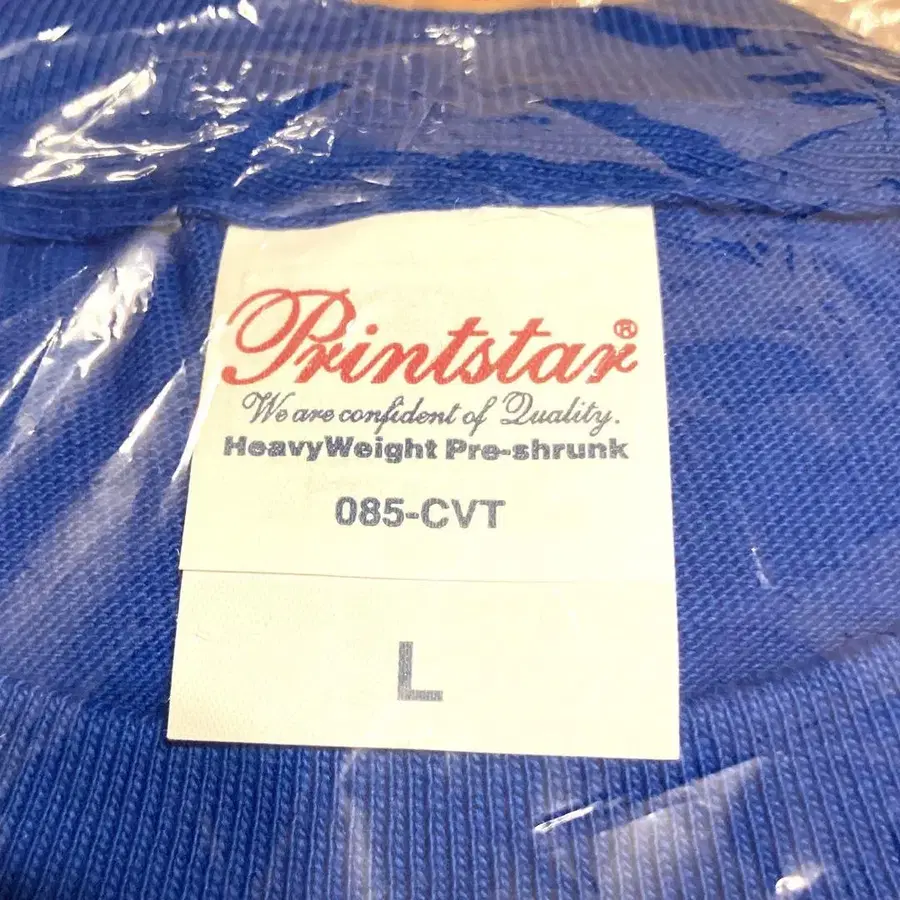 Printstar®
We are confident of Quality.
HeavyWeight Pre-shrunk
085-CVT
L